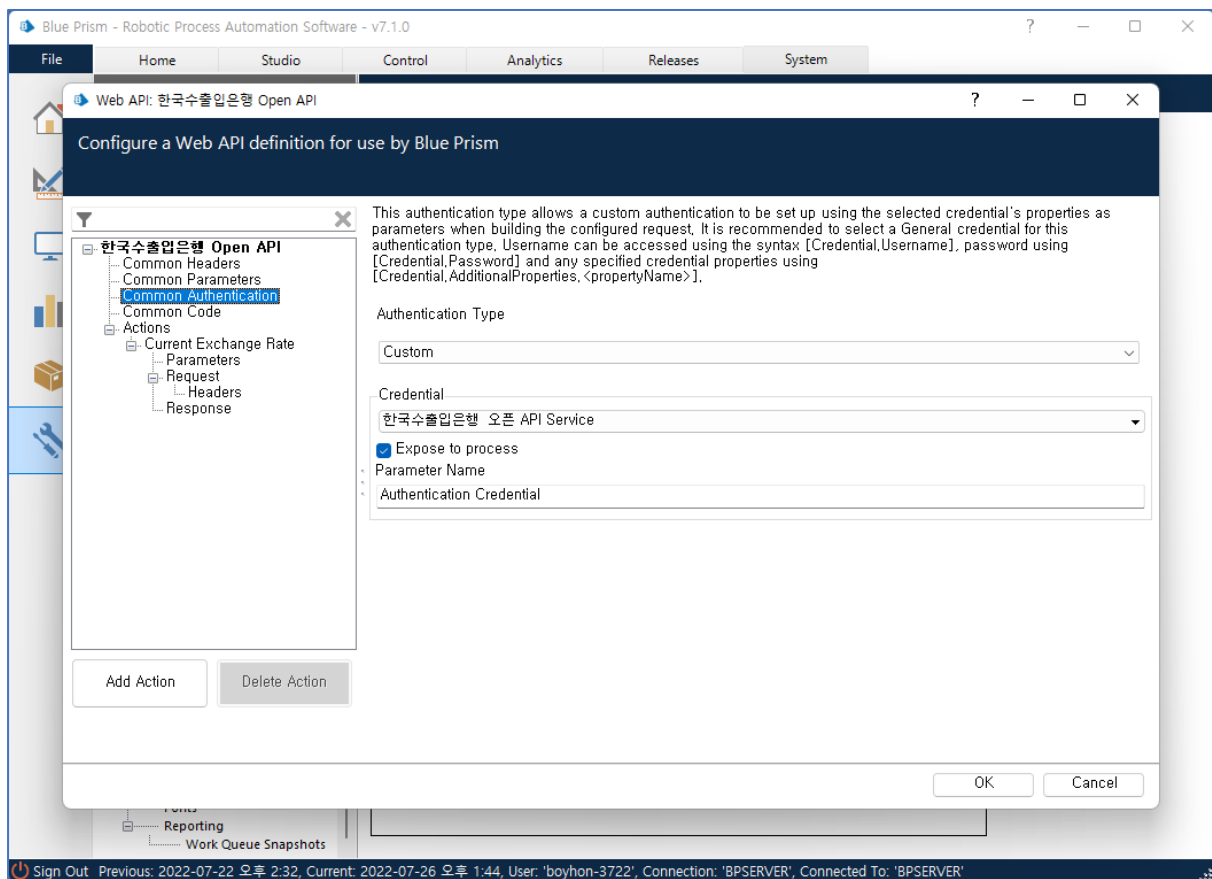 Blue Prism - Robotic Process Automation Software - v7.1.0
File Home Studio Control Analytics Releases System
Web API: 한국수출입은행 Open API
Configure a Web API definition for use by Blue Prism
This authentication type allows a custom authentication to be set up using the selected credential's properties as
parameters when building the configured request, It is recommended to select a General credential for this
authentication type, Username can be accessed using the syntax [Credential,Username], password using
[Credential,Password] and any specified credential properties using
[Credential,AdditionalProperties,<propertyName>],
한국수출입은행 Open API
Common Headers
Common Parameters
Common Authentication
Common Code
Actions
Current Exchange Rate
Parameters
Request
Headers
Response
Authentication Type
Custom
Credential
한국수출입은행 오픈 API Service
Expose to process
Parameter Name
Authentication Credential
Add Action
Delete Action
OK
Cancel
Reporting
Work Queue Snapshots
Sign Out Previous: 2022-07-22 오후 2:32, Current: 2022-07-26 오후 1:44, User: 'boyhon-3722', Connection: 'BPSERVER', Connected To: 'BPSERVER'